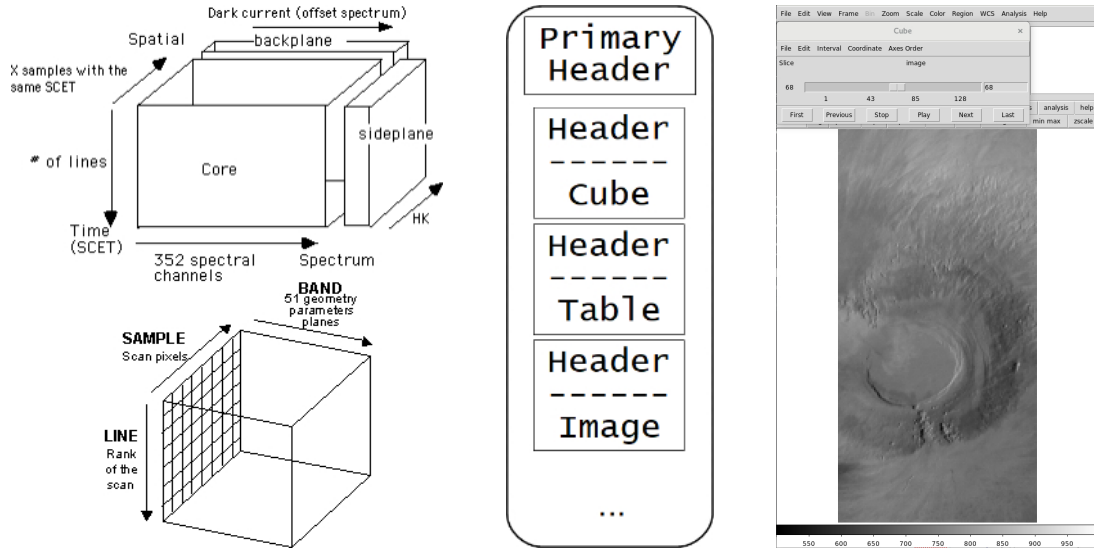 Dark current (offset spectrum)
Spatial
backplane
X samples with the
same SCET
sideplane
# of lines
Core
Time
(SCET)
HK
352 spectral
channels
Spectrum
BAND
51 geometry
parameters
planes
SAMPLE
Scan pixels
LINE
Rank
of the
scan
Primary
Header
Header
------
Cube
Header
------
Table
Header
------
Image
...
File Edit View Frame Bin Zoom Scale Color Region WCS Analysis Help
Cube ×
File Edit Interval Coordinate Axes Order
Slice image
68 68
1 43 85 128
First Previous Stop Play Next Last
analysis help
min max zscale
550 600 650 700 750 800 850 900 950